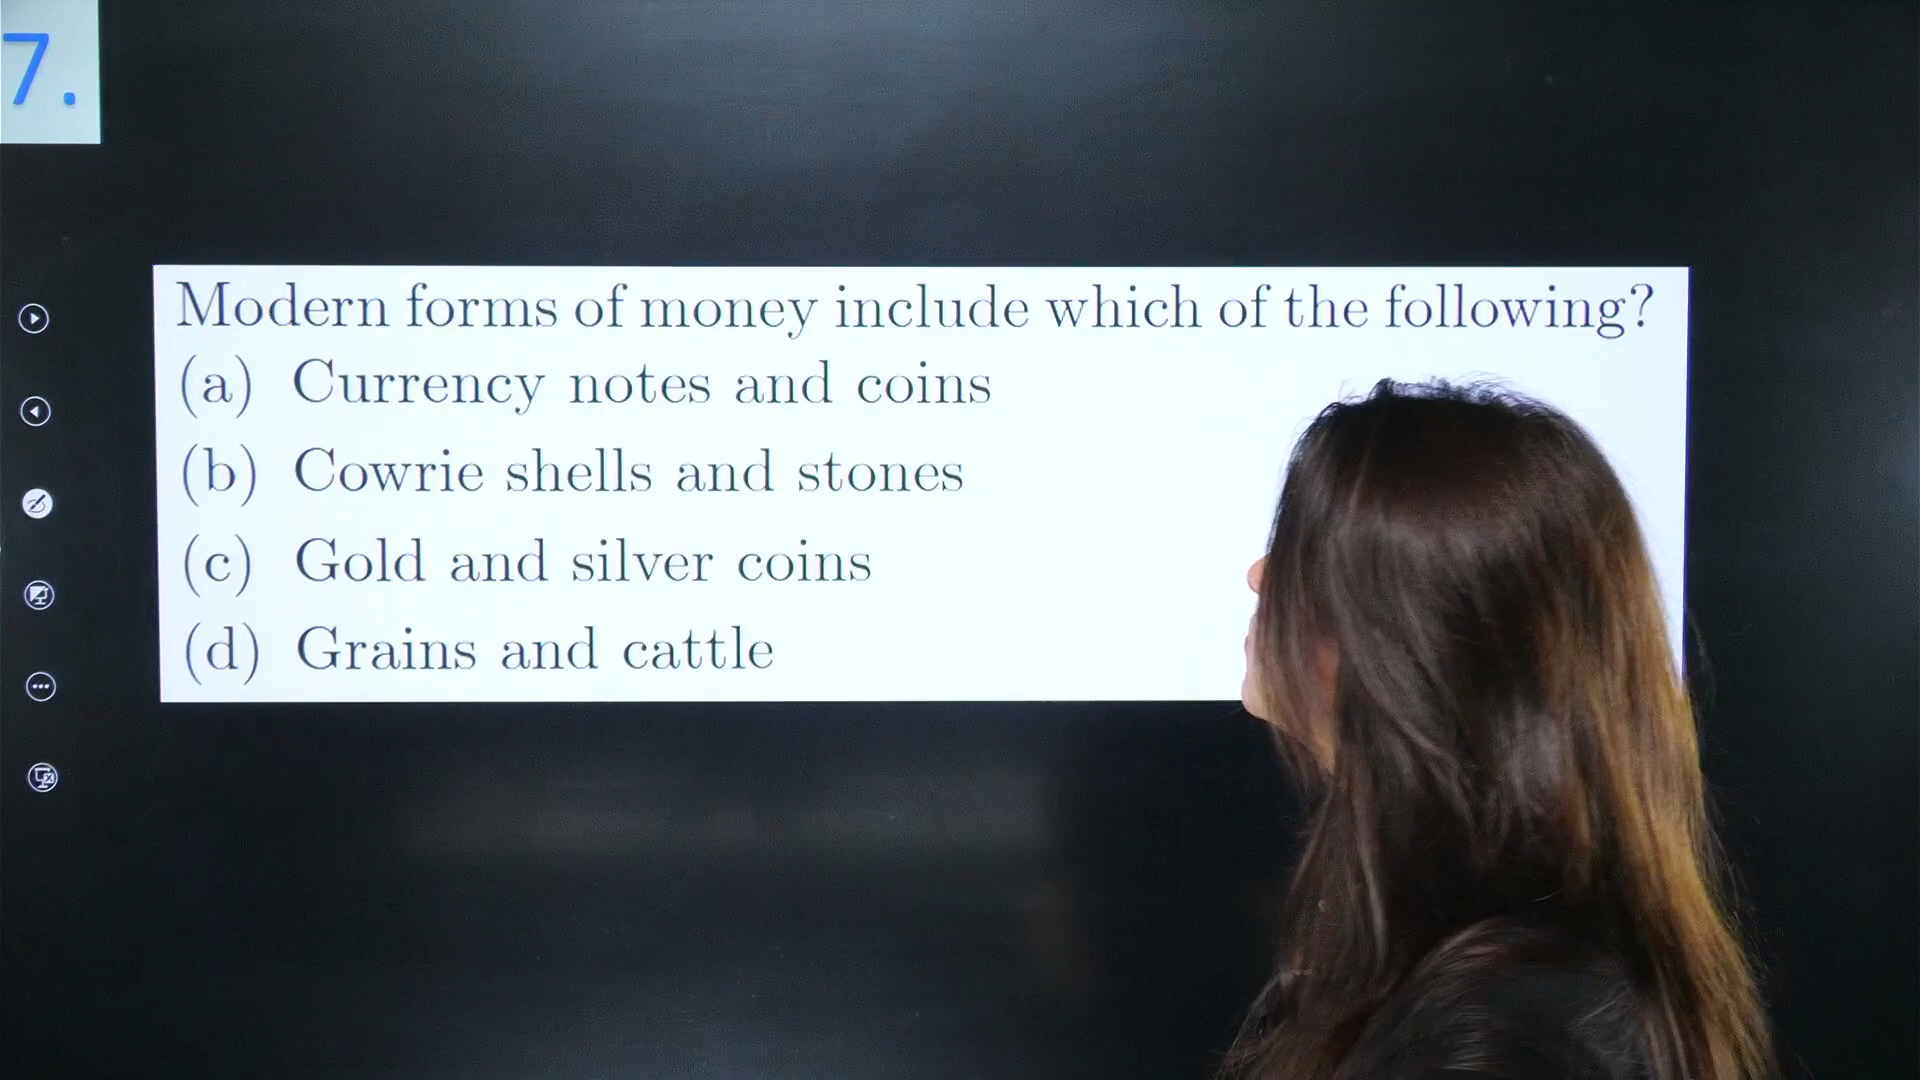 7.
Modern forms of money include which of the following?
(a) Currency notes and coins
(b) Cowrie shells and stones
(c) Gold and silver coins
(d) Grains and cattle